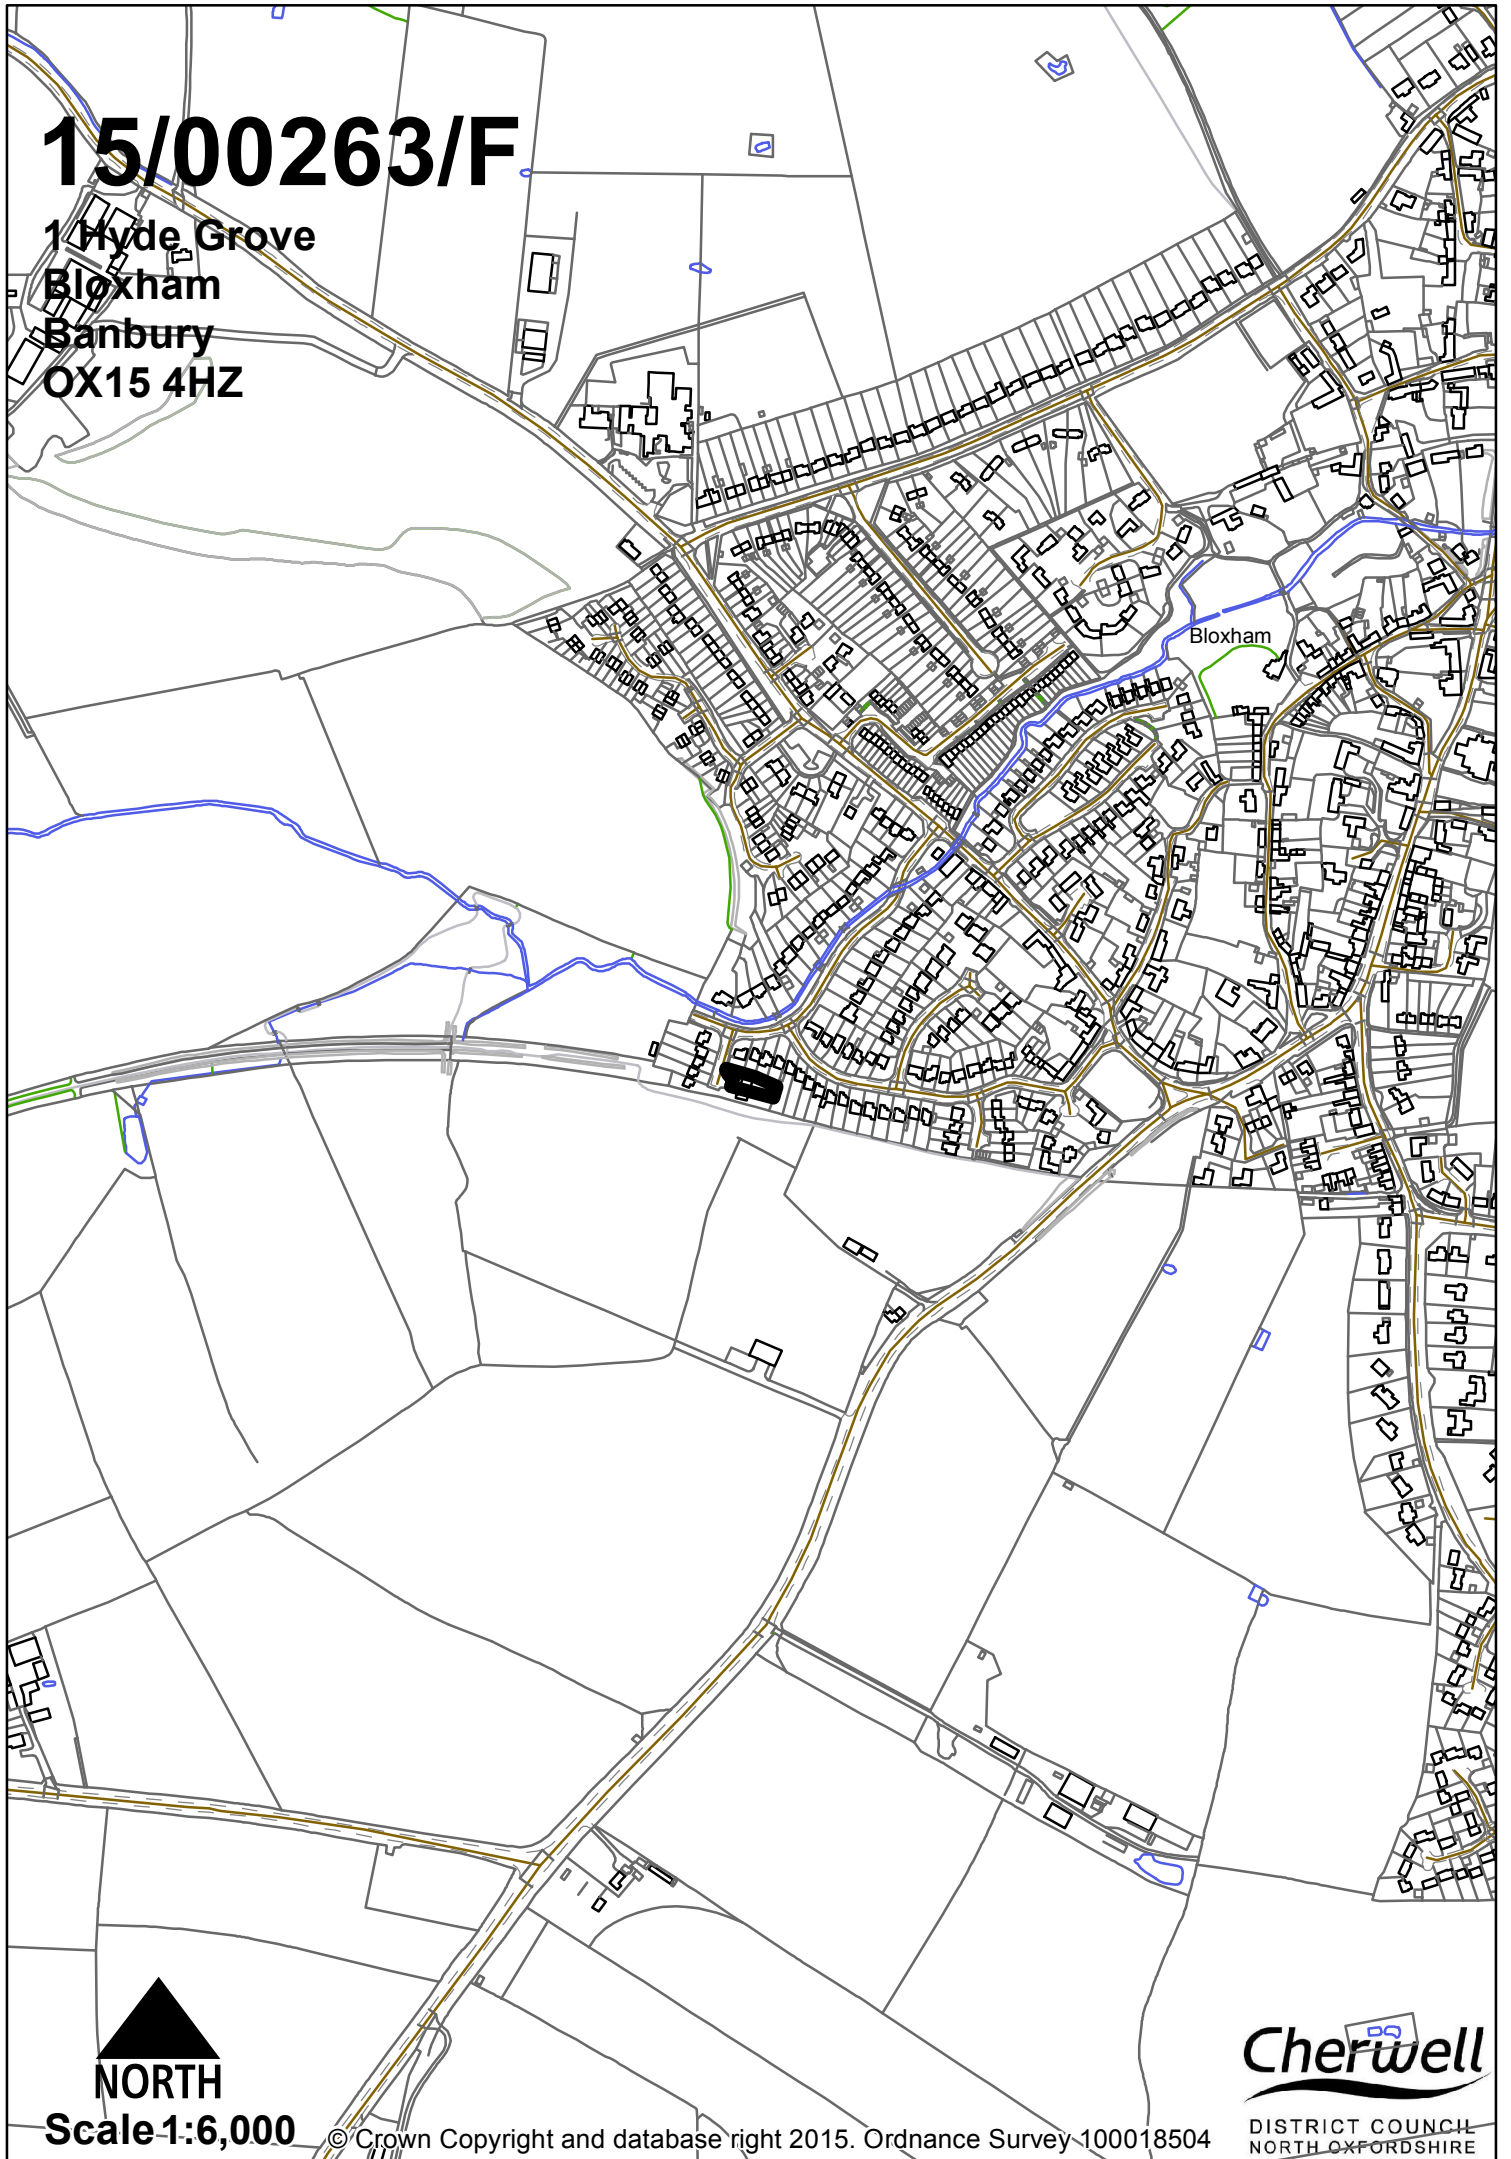 15/00263/F
1 Hyde Grove
Bloxham
Banbury
OX15 4HZ
Bloxham
NORTH
Scale 1:6,000
© Crown Copyright and database right 2015. Ordnance Survey 100018504
Cherwell
DISTRICT COUNCIL
NORTH OXFORDSHIRE